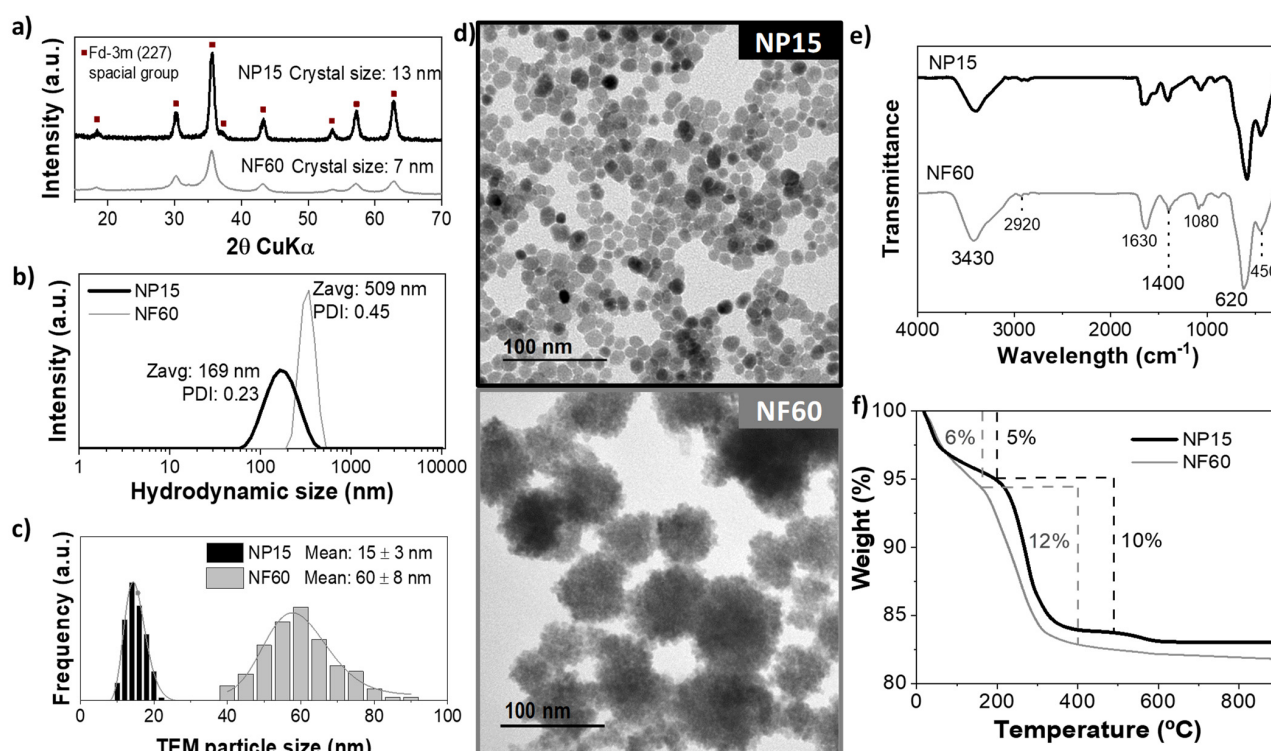 a)
Intensity (a.u.)
Fd-3m (227)
spacial group
NP15 Crystal size: 13 nm
NF60 Crystal size: 7 nm
20 30 40 50 60 70
2θ CuKα
b)
Intensity (a.u.)
NP15
NF60
Zavg: 509 nm
PDI: 0.45
Zavg: 169 nm
PDI: 0.23
1 10 100 1000 10000
Hydrodynamic size (nm)
c)
Frequency (a.u.)
NP15 Mean: 15 ± 3 nm
NF60 Mean: 60 ± 8 nm
0 20 40 60 80 100
TEM particle size (nm)
d)
NP15
100 nm
NF60
100 nm
e)
Transmittance
NP15
NF60
3430
2920
1630
1400
1080
620
450
4000 3000 2000 1000
Wavelength (cm-1)
f)
Weight (%)
100
95
90
85
80
6%
5%
NP15
NF60
12%
10%
0 200 400 600 800
Temperature (ºC)